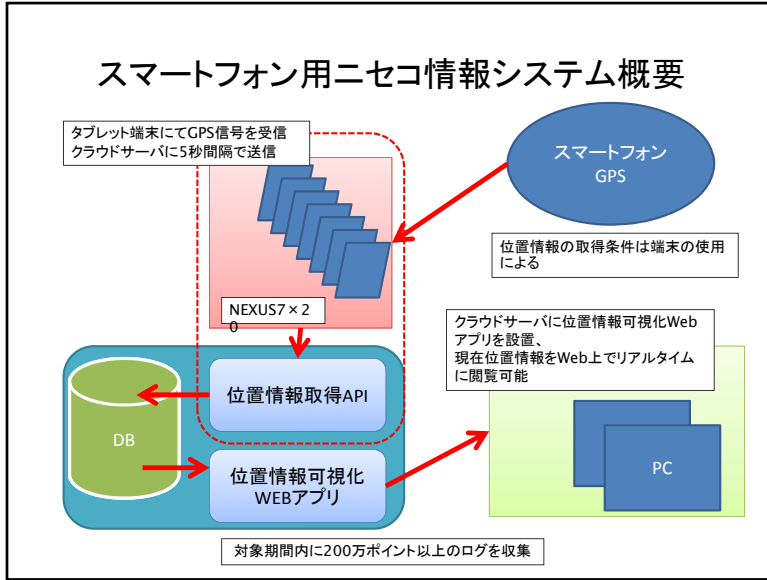 スマートフォン用ニセコ情報システム概要
タブレット端末にてGPS信号を受信
クラウドサーバに5秒間隔で送信
スマートフォン
GPS
位置情報の取得条件は端末の使用
による
NEXUS7×2
0
クラウドサーバに位置情報可視化Web
アプリを設置、
現在位置情報をWeb上でリアルタイム
に閲覧可能
位置情報取得API
DB
位置情報可視化
WEBアプリ
PC
対象期間内に200万ポイント以上のログを収集